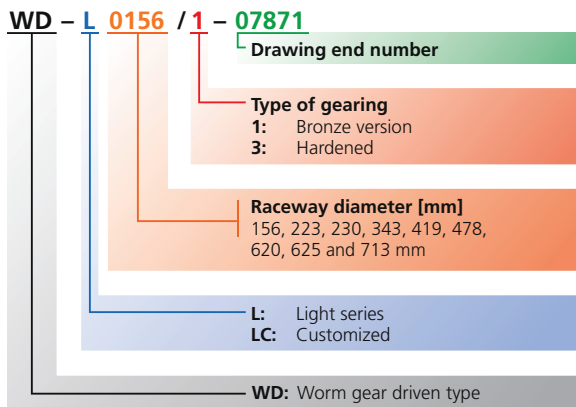 WD – L 0156 / 1 – 07871
Drawing end number
Type of gearing
1: Bronze version
3: Hardened
Raceway diameter [mm]
156, 223, 230, 343, 419, 478,
620, 625 and 713 mm
L: Light series
LC: Customized
WD: Worm gear driven type